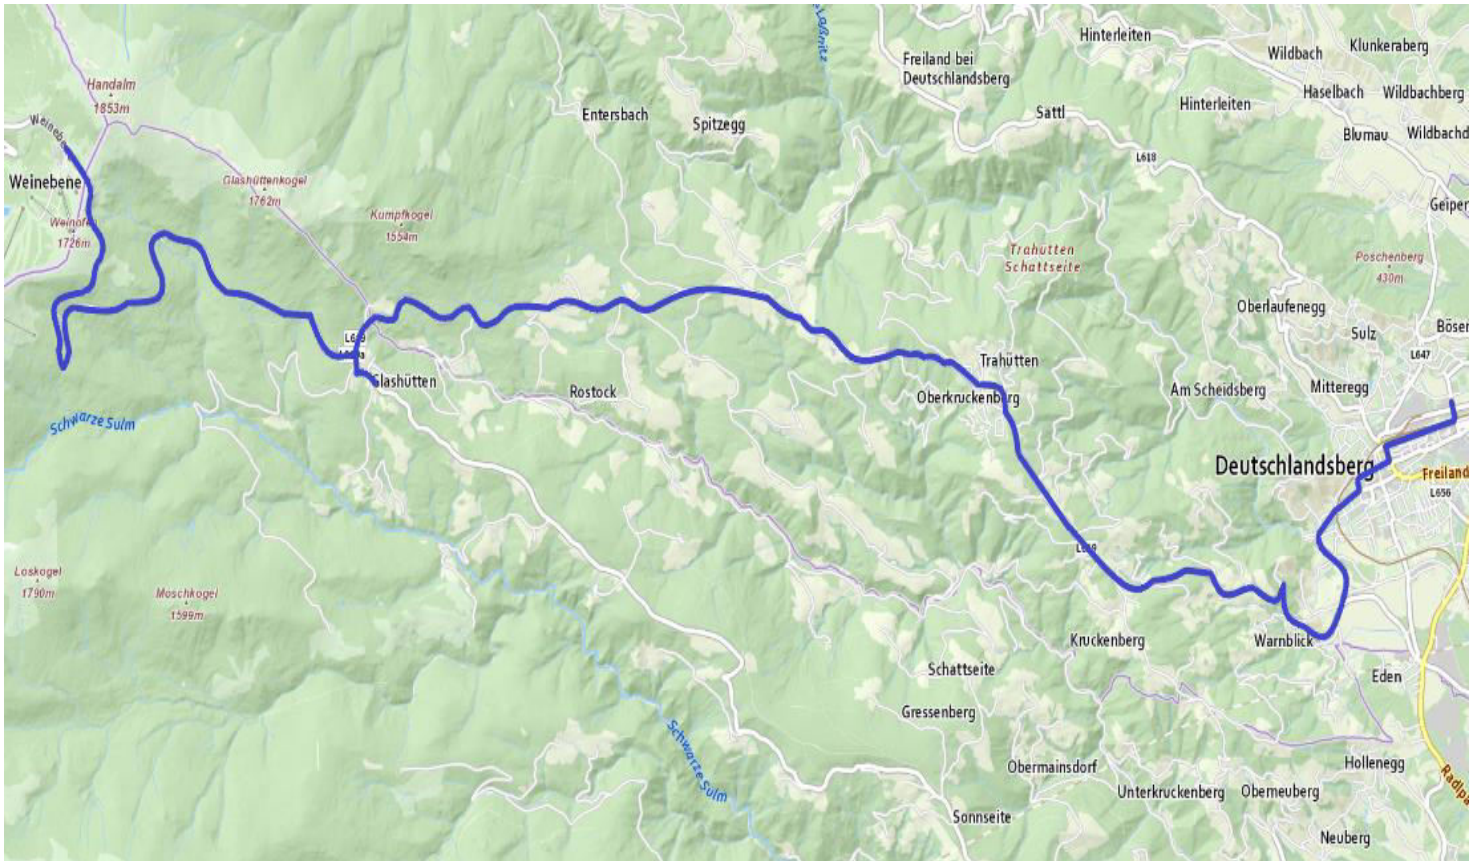 Laßnitz
Hinterleiten
Klunkeraberg
Wildbach
Freiland bei
Deutschlandsberg
Handalm
1853m
Haselbach
Wildbachberg
Hinterleiten
Entersbach
Sattl
Spitzegg
Blumau
Wildbachd
L618
Weinebene
Glashüttenkogel
1762m
Geiper
Kumpfkogel
1554m
1726m
Trahütten
Schattseite
Poschenberg
430m
Oberlaufenegg
Sulz
Böser
L647
Trahütten
Glashütten
Mitteregg
Am Scheidsberg
Rostock
Oberkruckenberg
Schwarze Sulm
Deutschlandsberg
Freiland
L656
Loskogel
1790m
Moschkogel
1599m
Kruckenberg
Warnblick
Schattseite
Eden
Gressenberg
Schwarze Sulm
Hollenegg
Obermainsdorf
Unterkruckenberg
Oberneuberg
Radlpa
Sonnseite
Neuberg